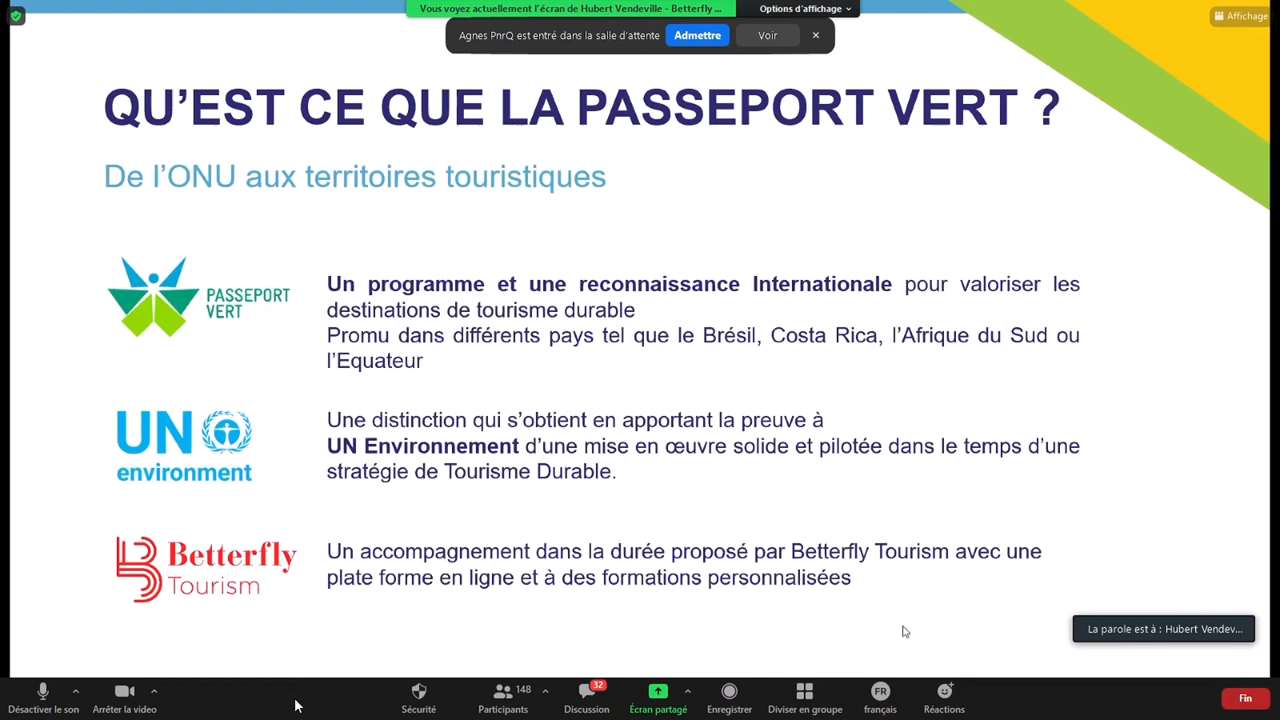 Vous voyez actuellement l'écran de Hubert Vendeville - Betterfly ...
Options d'affichage
Affichage
Agnes PnrQ est entré dans la salle d'attente
Admettre
Voir
QU'EST CE QUE LA PASSEPORT VERT ?
De l'ONU aux territoires touristiques
PASSEPORT
VERT
Un programme et une reconnaissance Internationale pour valoriser les
destinations de tourisme durable
Promu dans différents pays tel que le Brésil, Costa Rica, l'Afrique du Sud ou
l'Equateur
UN
environment
Une distinction qui s'obtient en apportant la preuve à
UN Environnement d'une mise en œuvre solide et pilotée dans le temps d'une
stratégie de Tourisme Durable.
Betterfly
Tourism
Un accompagnement dans la durée proposé par Betterfly Tourism avec une
plate forme en ligne et à des formations personnalisées
La parole est à : Hubert Vendev...
Désactiver le son
Arrêter la video
Sécurité
148
Participants
32
Discussion
Écran partagé
Enregistrer
Diviser en groupe
FR
français
Réactions
Fin